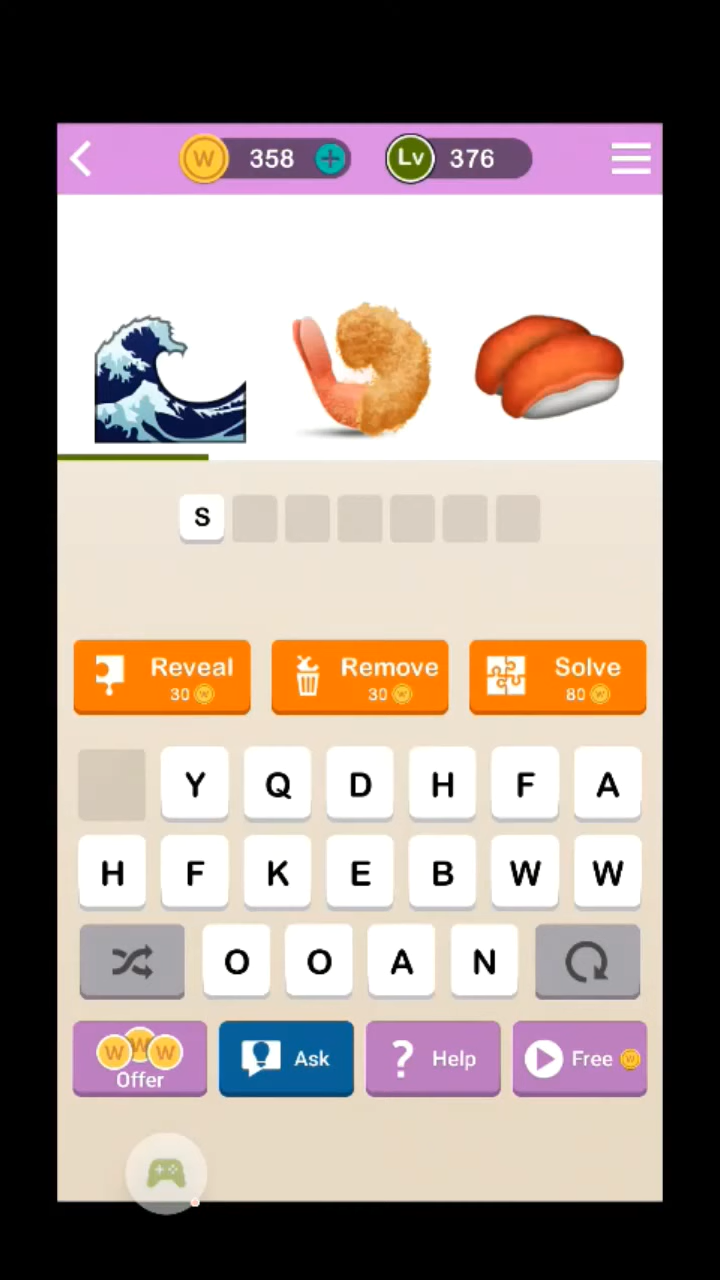 W 358 + Lv 376
S
Reveal Remove Solve
30 W 30 W 80 W
Y Q D H F A
H F K E B W W
O O A N
W W W Offer Ask ? Help Free W